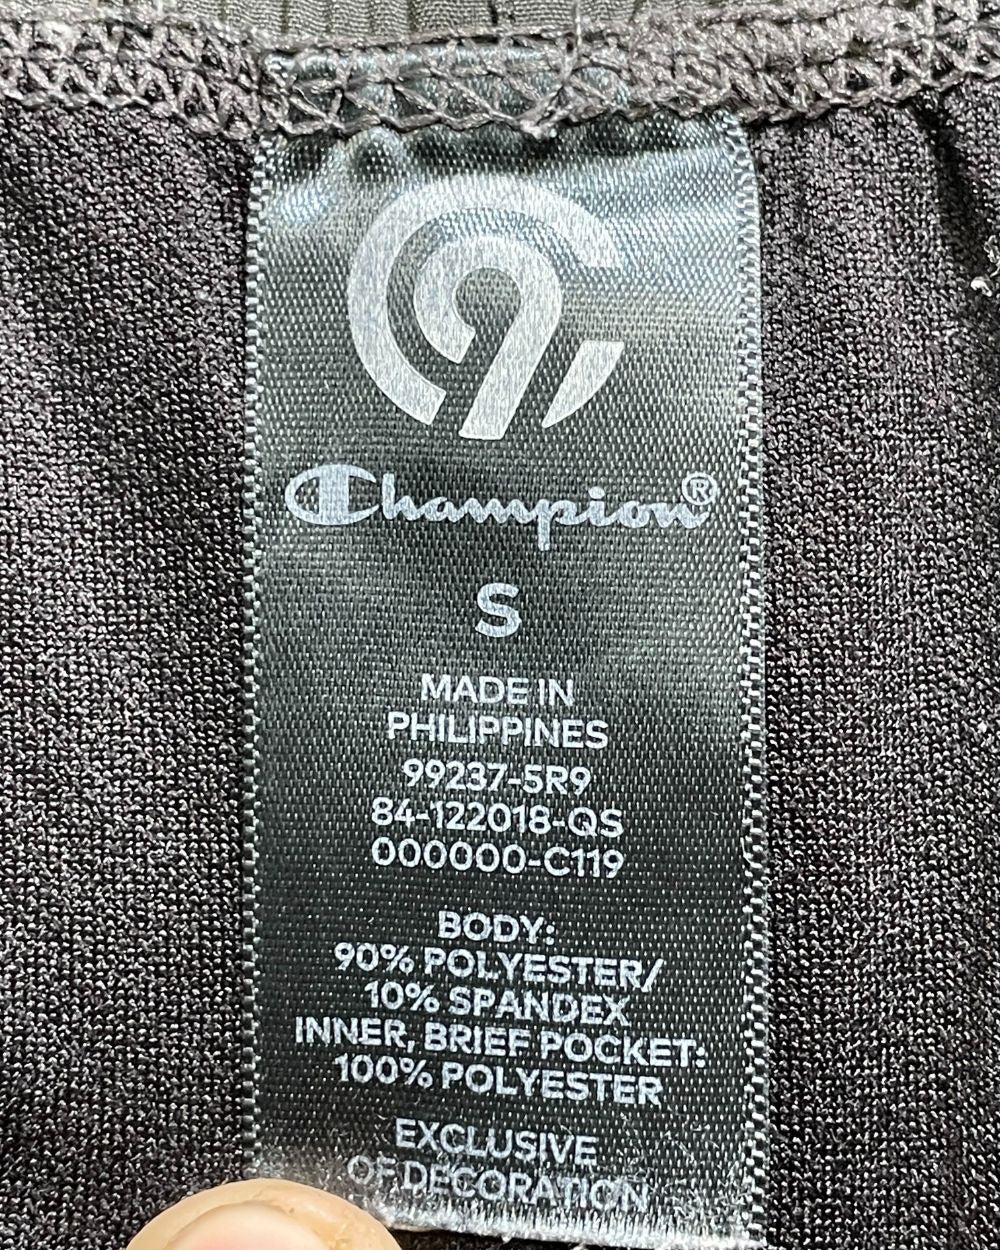 C9
Champion®
S
MADE IN
PHILIPPINES
99237-5R9
84-122018-QS
000000-C119
BODY:
90% POLYESTER/
10% SPANDEX
INNER, BRIEF POCKET:
100% POLYESTER
EXCLUSIVE
OF DECORATION